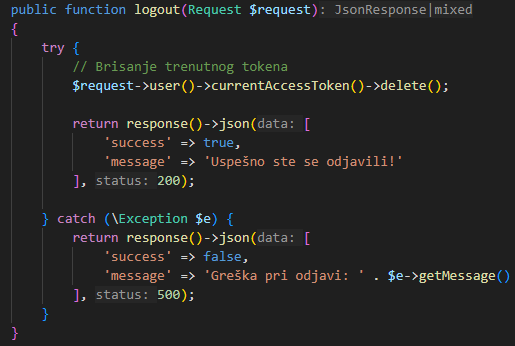 public function logout(Request $request): JsonResponse|mixed
{
    try {
        // Brisanje trenutnog tokena
        $request->user()->currentAccessToken()->delete();

        return response()->json(data: [
            'success' => true,
            'message' => 'Uspešno ste se odjavili!'
        ], status: 200);

    } catch (\Exception $e) {
        return response()->json(data: [
            'success' => false,
            'message' => 'Greška pri odjavi: ' . $e->getMessage()
        ], status: 500);
    }
}